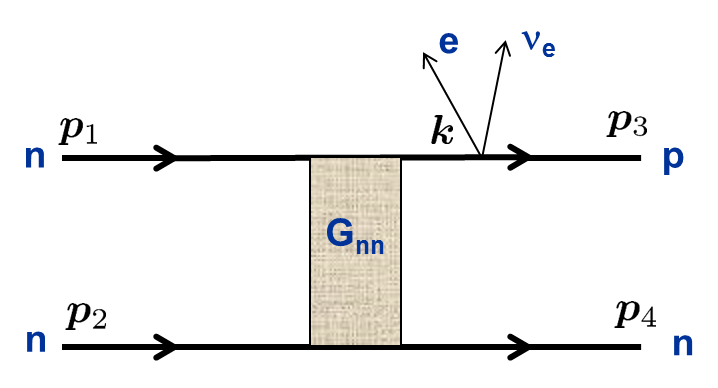 e νₑ
p₁ k p₃
n p
Gₙₙ
p₂ p₄
n n